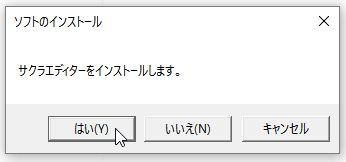 ソフトのインストール
サクラエディターをインストールします。
はい(Y)
いいえ(N)
キャンセル